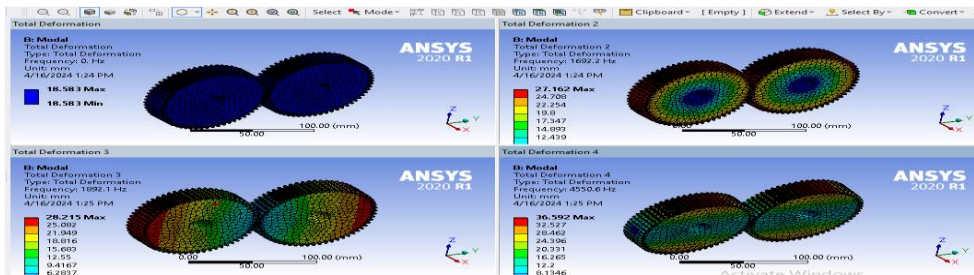 Select Mode Clipboard [ Empty ] Extend Select By Convert
Total Deformation
B: Modal
Total Deformation
Type: Total Deformation
Frequency: 0. Hz
Unit: mm
4/16/2024 1:24 PM
18.583 Max
18.583 Min
ANSYS
2020 R1
0.00 100.00 (mm)
50.00
Z
Y
X
Total Deformation 2
B: Modal
Total Deformation 2
Type: Total Deformation
Frequency: 1692.2 Hz
Unit: mm
4/16/2024 1:24 PM
27.162 Max
24.708
22.254
19.8
17.347
14.893
12.439
ANSYS
2020 R1
0.00 100.00 (mm)
50.00
Z
Y
X
Total Deformation 3
B: Modal
Total Deformation 3
Type: Total Deformation
Frequency: 1892.1 Hz
Unit: mm
4/16/2024 1:25 PM
28.215 Max
25.082
21.949
18.816
15.683
12.55
9.4167
6.2837
ANSYS
2020 R1
0.00 100.00 (mm)
50.00
Z
Y
X
Total Deformation 4
B: Modal
Total Deformation 4
Type: Total Deformation
Frequency: 4550.6 Hz
Unit: mm
4/16/2024 1:25 PM
36.592 Max
32.527
28.462
24.396
20.331
16.265
12.2
8.1346
ANSYS
2020 R1
0.00 100.00 (mm)
50.00
Z
Y
X
Activate Windows